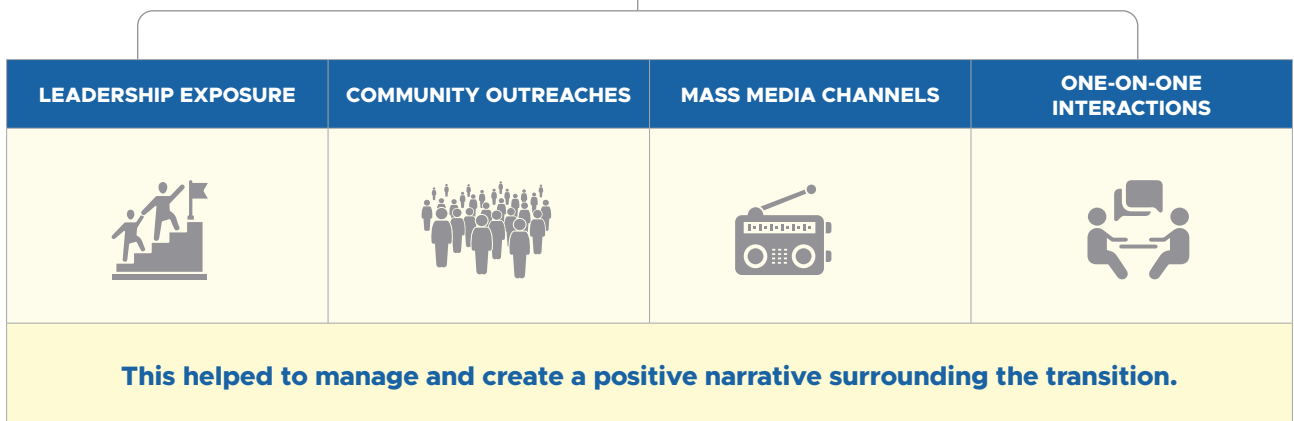 LEADERSHIP EXPOSURE
COMMUNITY OUTREACHES
MASS MEDIA CHANNELS
ONE-ON-ONE
INTERACTIONS
This helped to manage and create a positive narrative surrounding the transition.